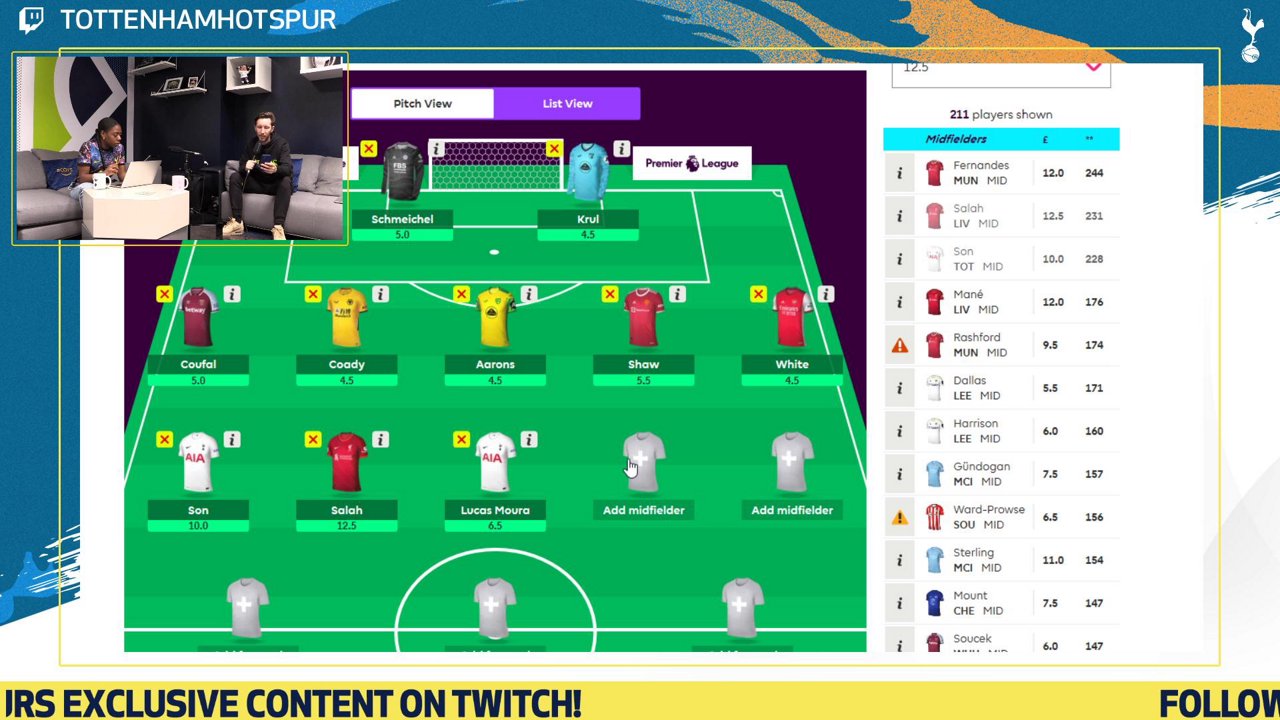 TOTTENHAMHOTSPUR
12.5
Pitch View
List View
211 players shown
Midfielders £ **
Premier League
FBS
Schmeichel
5.0
Krul
4.5
Fernandes
MUN MID
12.0
244
Salah
LIV MID
12.5
231
Son
TOT MID
10.0
228
Mané
LIV MID
12.0
176
Rashford
MUN MID
9.5
174
Dallas
LEE MID
5.5
171
Harrison
LEE MID
6.0
160
Gündogan
MCI MID
7.5
157
Ward-Prowse
SOU MID
6.5
156
Sterling
MCI MID
11.0
154
Mount
CHE MID
7.5
147
Soucek
6.0
147
betway
Coufal
5.0
Coady
4.5
Aarons
4.5
Shaw
5.5
White
4.5
AIA
Son
10.0
Salah
12.5
AIA
Lucas Moura
6.5
Add midfielder
Add midfielder
JRS EXCLUSIVE CONTENT ON TWITCH!
FOLLOW